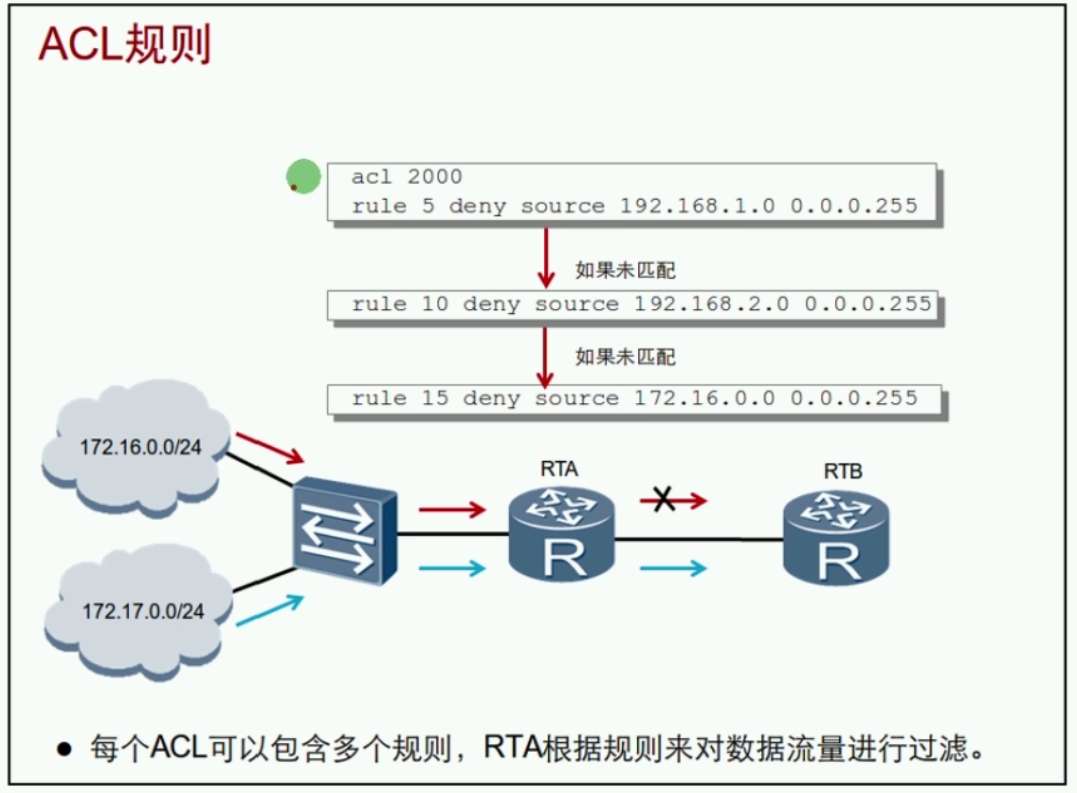 ACL规则
acl 2000
rule 5 deny source 192.168.1.0 0.0.0.255
如果未匹配
rule 10 deny source 192.168.2.0 0.0.0.255
如果未匹配
rule 15 deny source 172.16.0.0 0.0.0.255
172.16.0.0/24
RTA
RTB
R
R
172.17.0.0/24
● 每个ACL可以包含多个规则，RTA根据规则来对数据流量进行过滤。